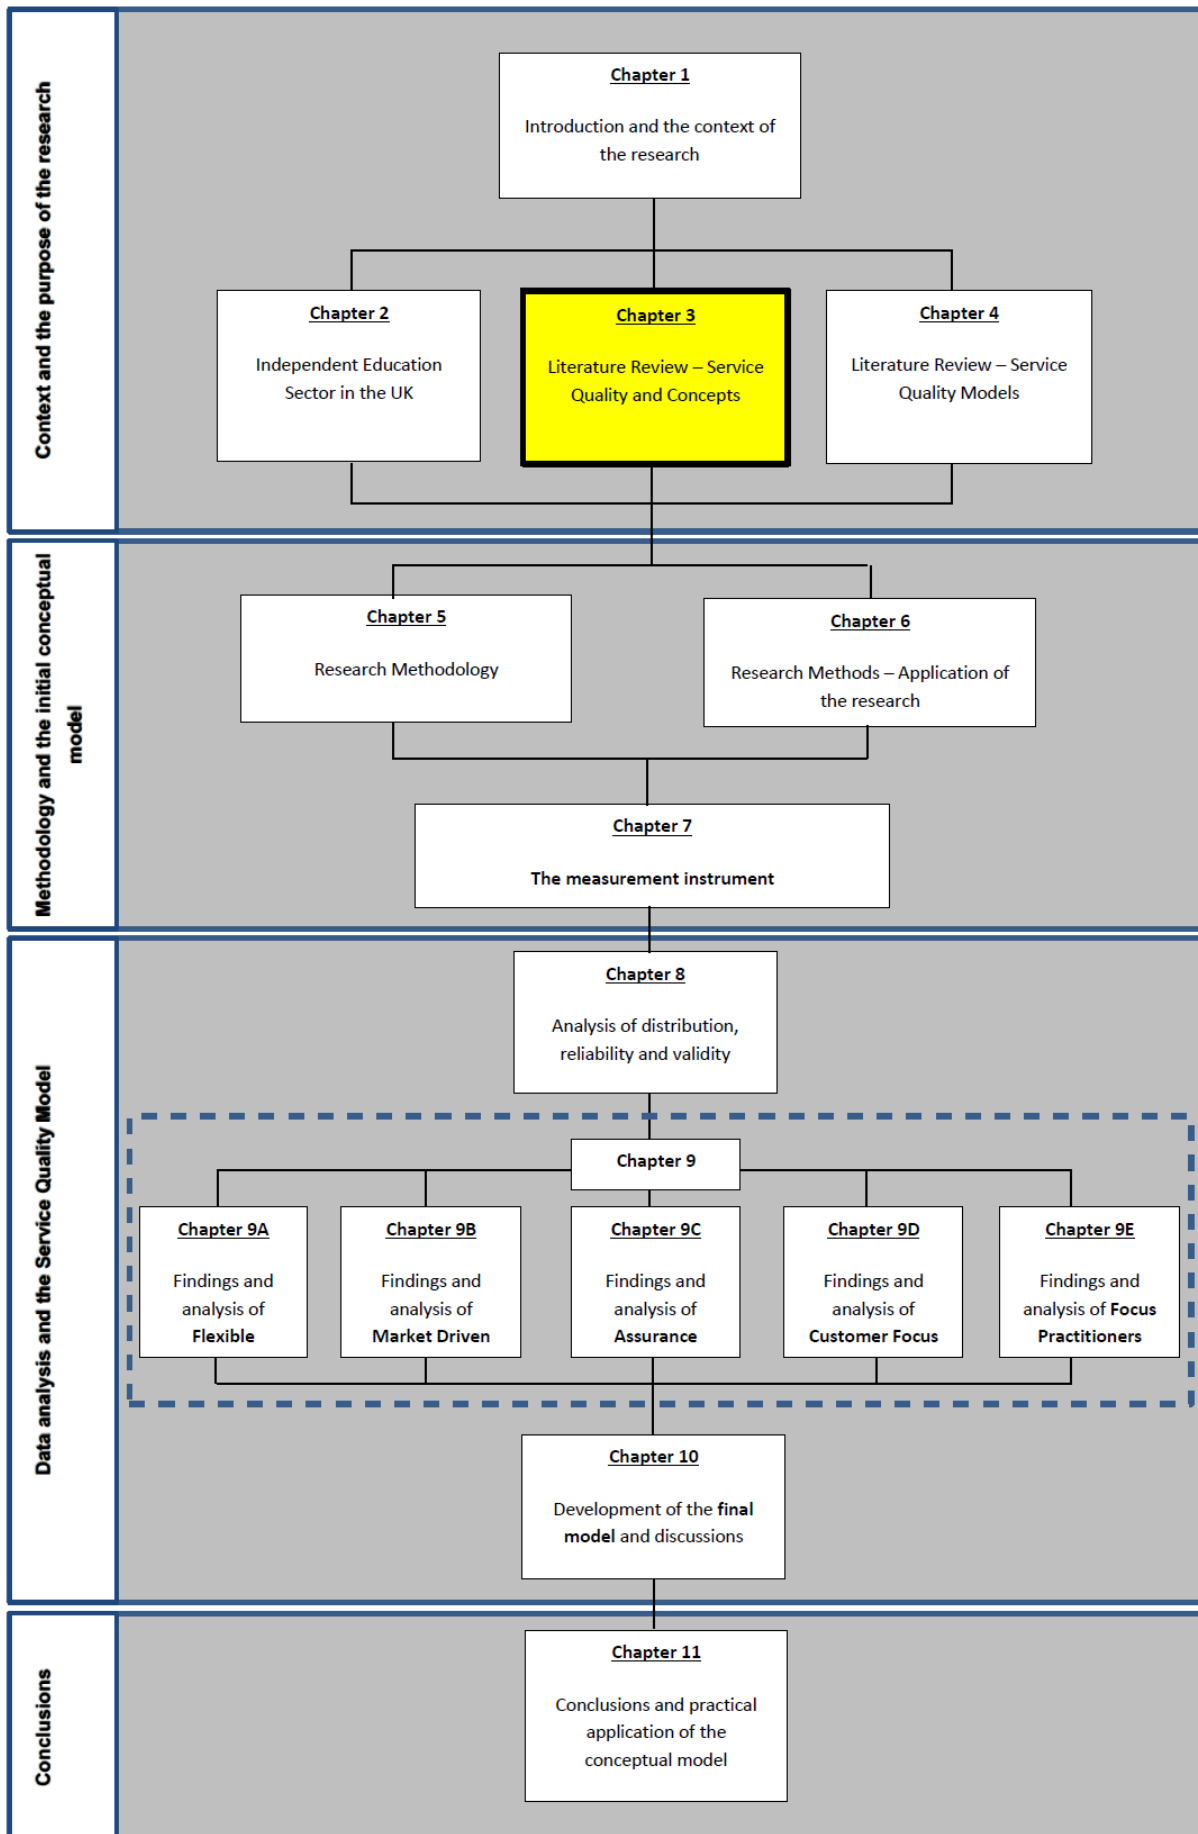 Context and the purpose of the research
Chapter 1
Introduction and the context of
the research
Chapter 2
Independent Education
Sector in the UK
Chapter 3
Literature Review – Service
Quality and Concepts
Chapter 4
Literature Review – Service
Quality Models
Methodology and the initial conceptual
model
Chapter 5
Research Methodology
Chapter 6
Research Methods – Application of
the research
Chapter 7
The measurement instrument
Data analysis and the Service Quality Model
Chapter 8
Analysis of distribution,
reliability and validity
Chapter 9
Chapter 9A
Findings and
analysis of
Flexible
Chapter 9B
Findings and
analysis of
Market Driven
Chapter 9C
Findings and
analysis of
Assurance
Chapter 9D
Findings and
analysis of
Customer Focus
Chapter 9E
Findings and
analysis of Focus
Practitioners
Chapter 10
Development of the final
model and discussions
Conclusions
Chapter 11
Conclusions and practical
application of the
conceptual model